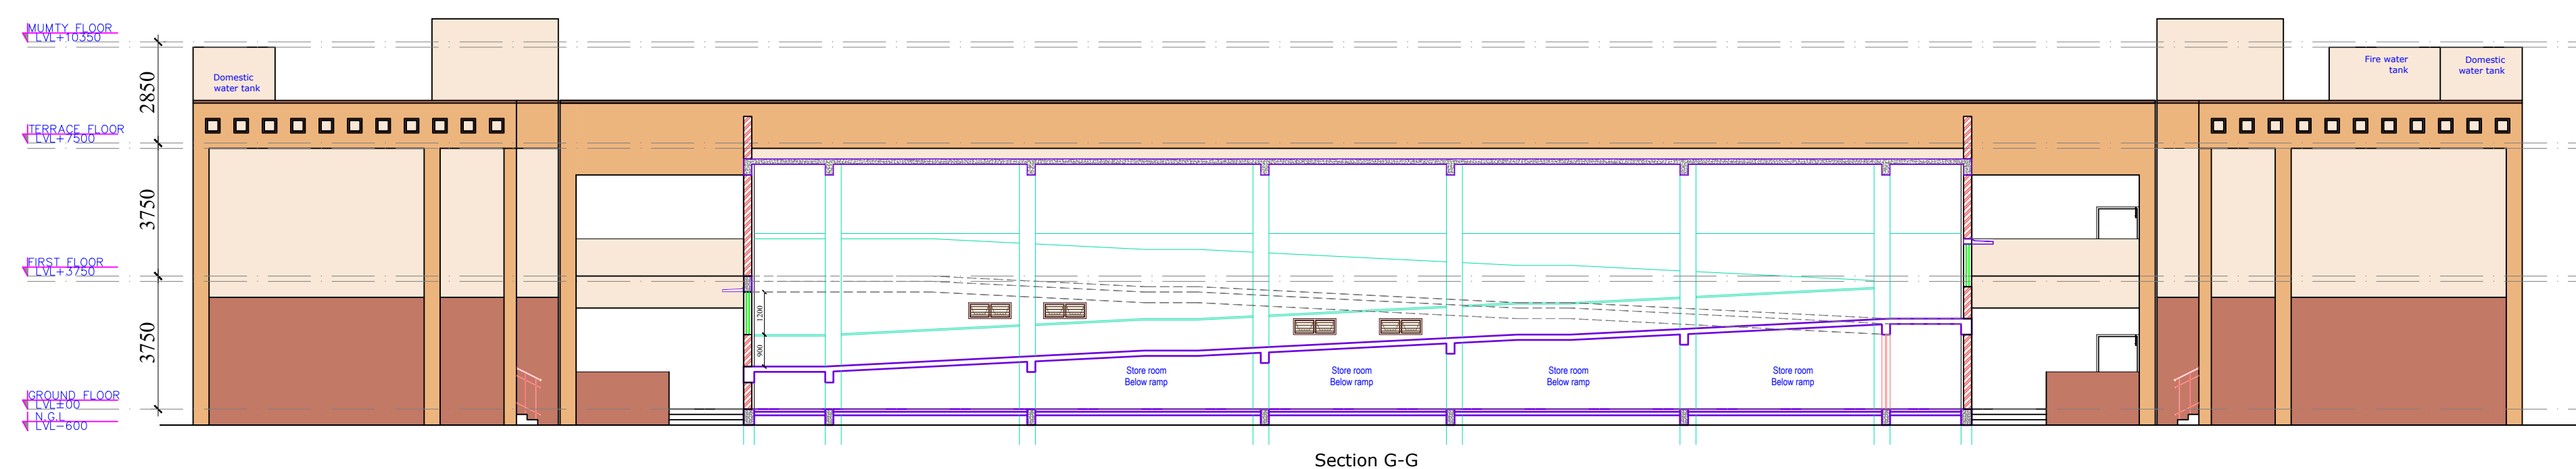 MUMTY FLOOR
LVL+10350
2850
TERRACE FLOOR
LVL+7500
3750
FIRST FLOOR
LVL+3750
3750
GROUND FLOOR
LVL±00
N.G.L
LVL-600
Domestic
water tank
Fire water
tank
Domestic
water tank
1200
900
Store room
Below ramp
Store room
Below ramp
Store room
Below ramp
Store room
Below ramp
Section G-G